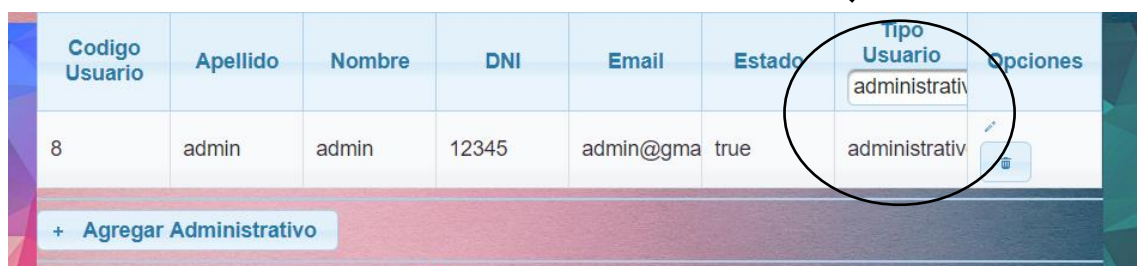 Codigo Usuario Apellido Nombre DNI Email Estado Tipo Usuario Opciones
administrativ
8 admin admin 12345 admin@gma true administrativ
+ Agregar Administrativo